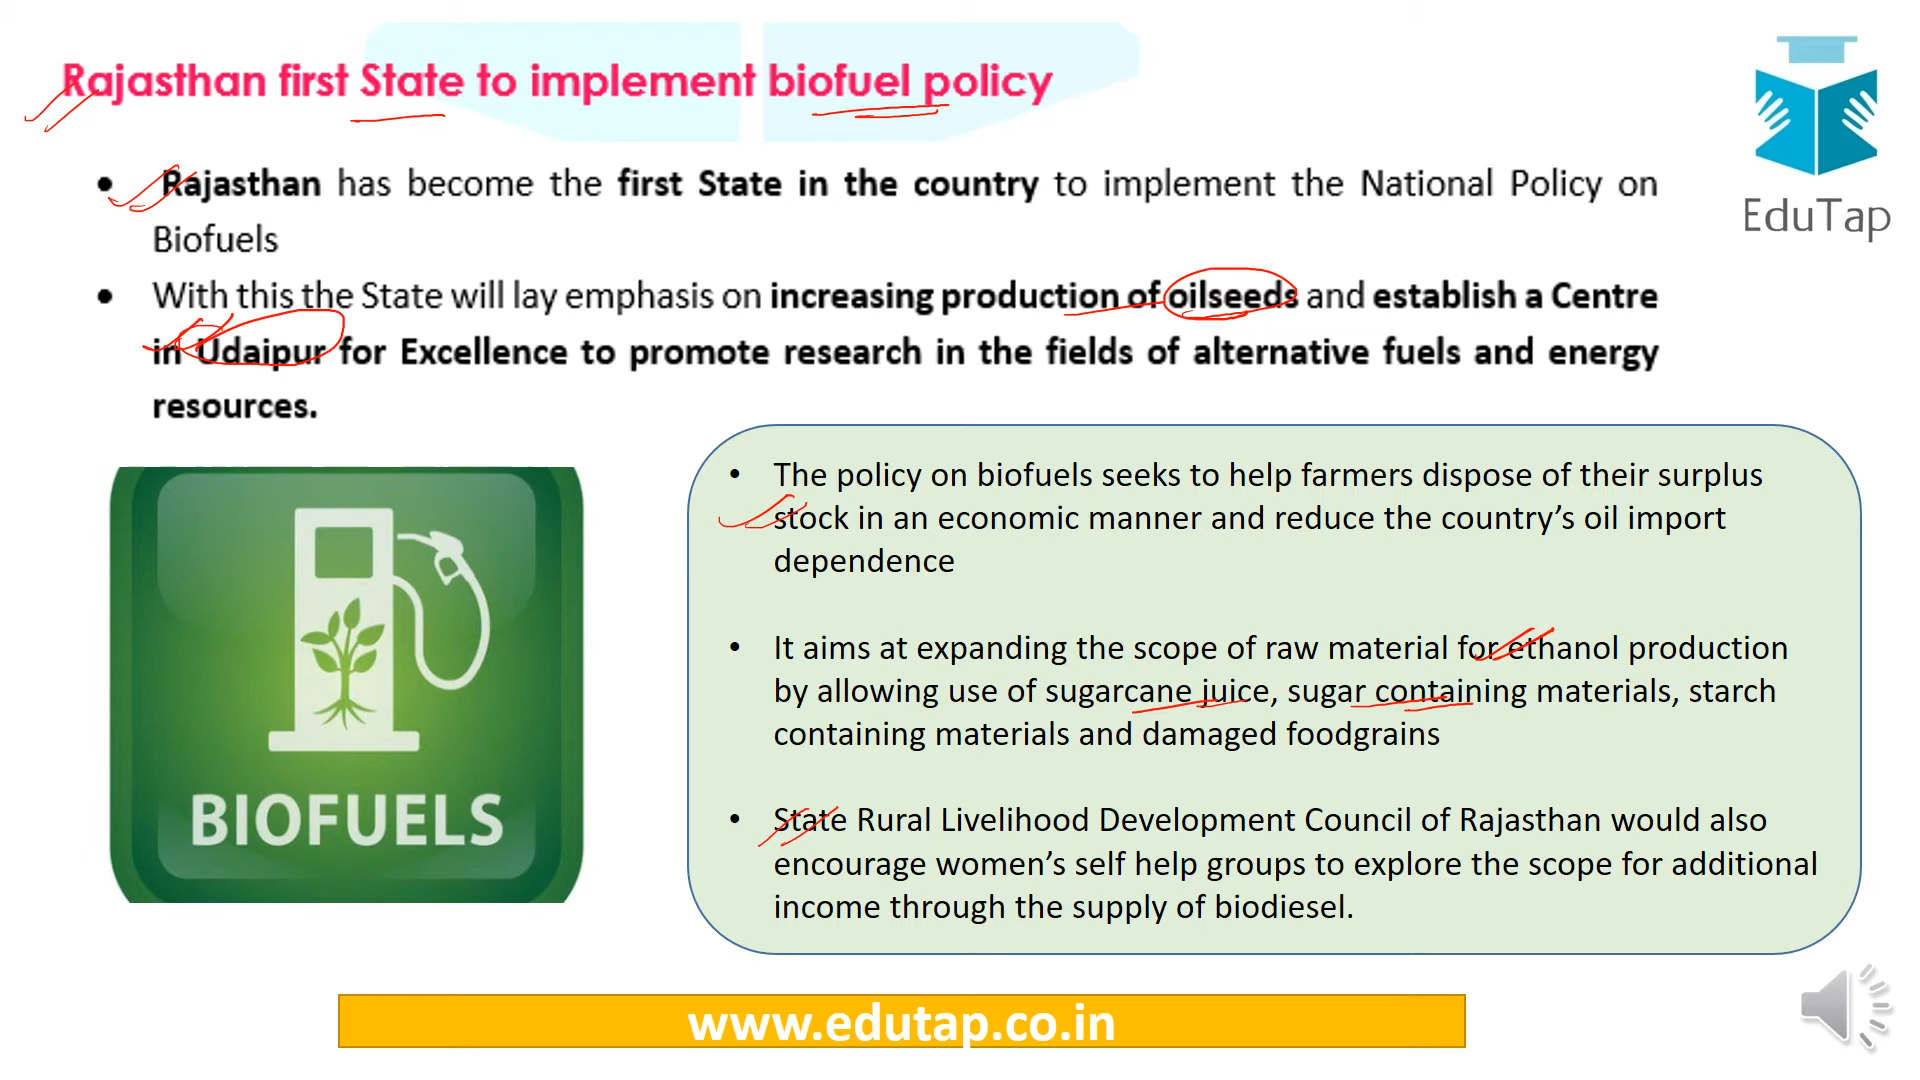 Rajasthan first State to implement biofuel policy
EduTap
• Rajasthan has become the first State in the country to implement the National Policy on
Biofuels
• With this the State will lay emphasis on increasing production of oilseeds and establish a Centre
in Udaipur for Excellence to promote research in the fields of alternative fuels and energy
resources.
BIOFUELS
• The policy on biofuels seeks to help farmers dispose of their surplus
stock in an economic manner and reduce the country’s oil import
dependence
• It aims at expanding the scope of raw material for ethanol production
by allowing use of sugarcane juice, sugar containing materials, starch
containing materials and damaged foodgrains
• State Rural Livelihood Development Council of Rajasthan would also
encourage women’s self help groups to explore the scope for additional
income through the supply of biodiesel.
www.edutap.co.in